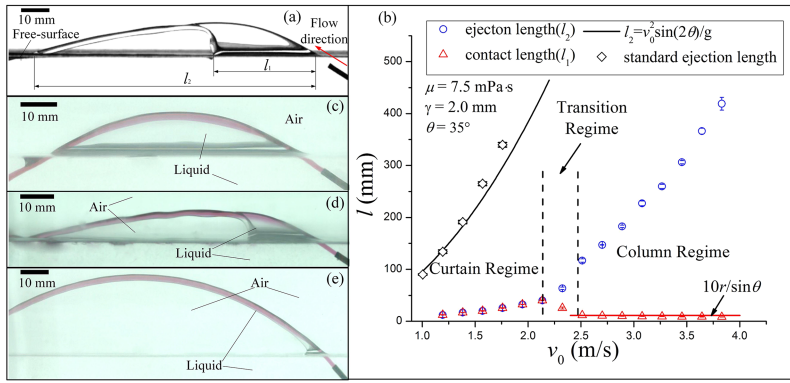 (a)
10 mm
Free-surface
Flow
direction
l₁
l₂
(c)
10 mm
Air
Liquid
(d)
10 mm
Air
Liquid
(e)
10 mm
Air
Liquid
(b)
ejecton length(l₂)
contact length(l₁)
l₂=v₀²sin(2θ)/g
standard ejection length
μ = 7.5 mPa·s
γ = 2.0 mm
θ = 35°
Transition
Regime
Curtain Regime
Column Regime
10r/sinθ
500
400
300
200
100
0
l (mm)
1.0 1.5 2.0 2.5 3.0 3.5 4.0
v₀ (m/s)